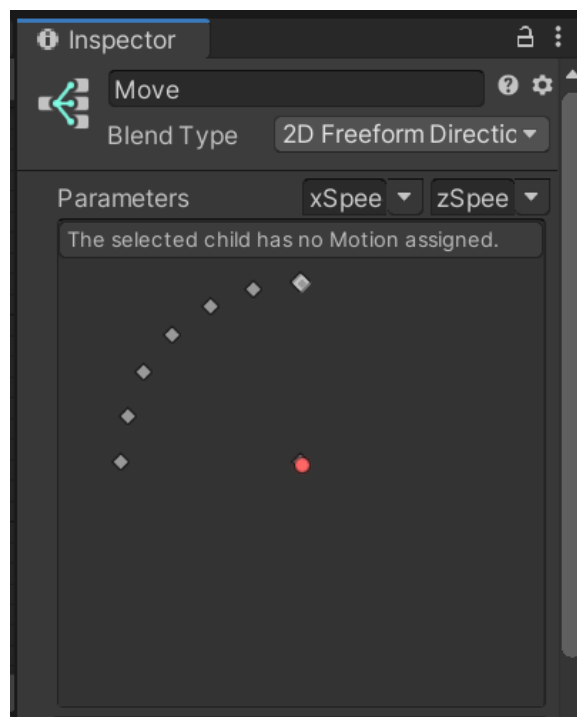 Inspector
Move
Blend Type 2D Freeform Directic
Parameters xSpee zSpee
The selected child has no Motion assigned.